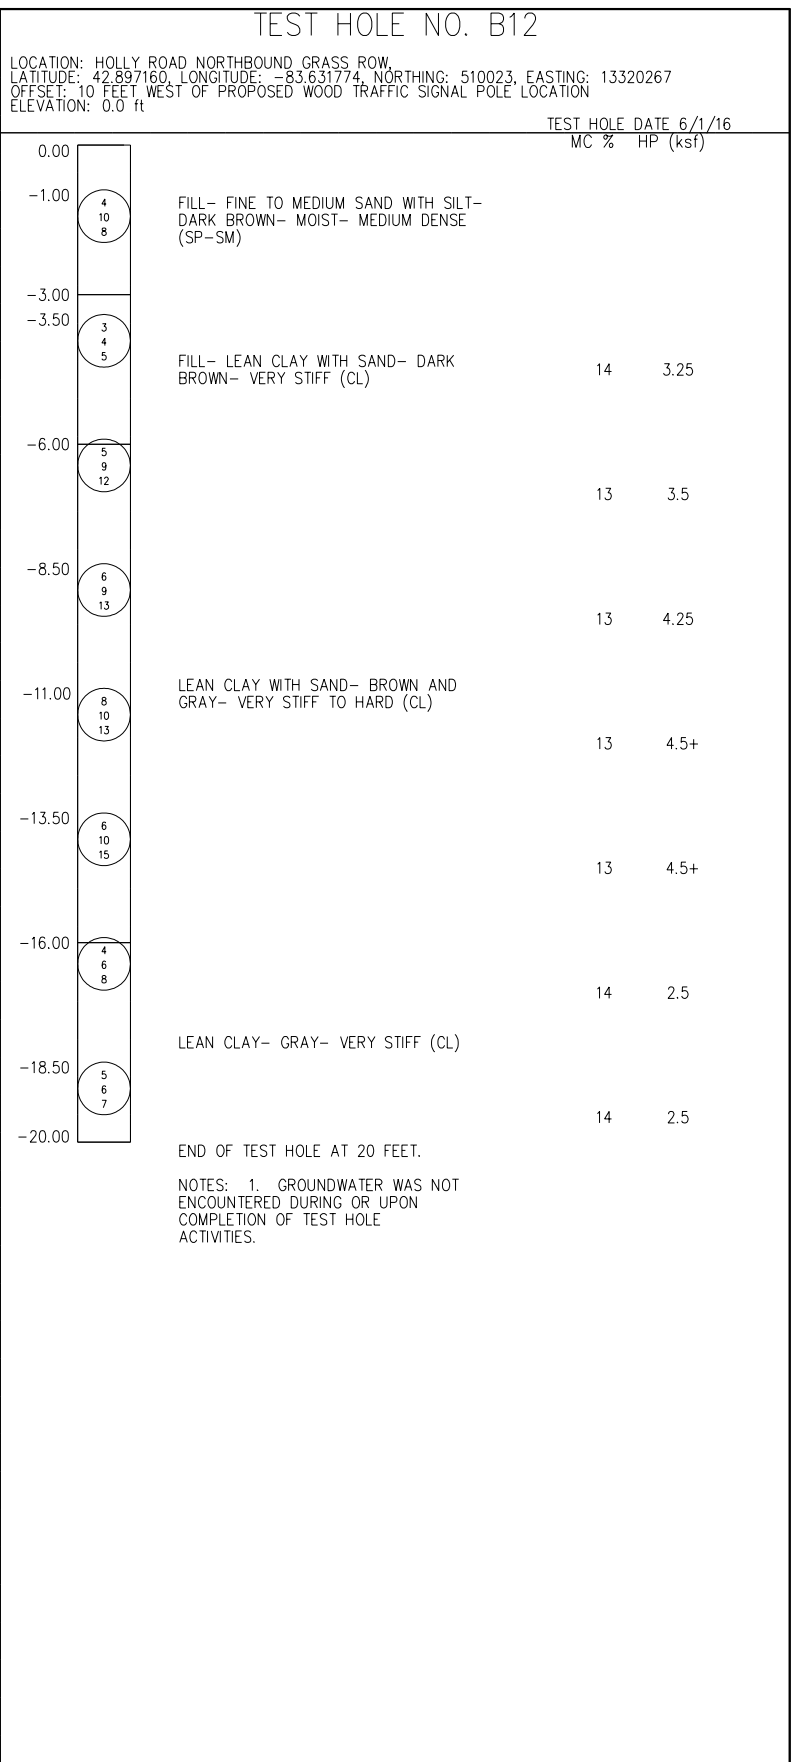 TEST HOLE NO. B12
LOCATION: HOLLY ROAD NORTHBOUND GRASS ROW,
LATITUDE: 42.897160, LONGITUDE: -83.631774, NORTHING: 510023, EASTING: 13320267
OFFSET: 10 FEET WEST OF PROPOSED WOOD TRAFFIC SIGNAL POLE LOCATION
ELEVATION: 0.0 ft
TEST HOLE DATE 6/1/16
MC % HP (ksf)
0.00
-1.00
4
10
8
FILL- FINE TO MEDIUM SAND WITH SILT-
DARK BROWN- MOIST- MEDIUM DENSE
(SP-SM)
-3.00
-3.50
3
4
5
FILL- LEAN CLAY WITH SAND- DARK
BROWN- VERY STIFF (CL)
14 3.25
-6.00
5
9
12
13 3.5
-8.50
6
9
13
13 4.25
LEAN CLAY WITH SAND- BROWN AND
GRAY- VERY STIFF TO HARD (CL)
-11.00
8
10
13
13 4.5+
-13.50
6
10
15
13 4.5+
-16.00
4
6
8
14 2.5
LEAN CLAY- GRAY- VERY STIFF (CL)
-18.50
5
6
7
14 2.5
-20.00
END OF TEST HOLE AT 20 FEET.
NOTES: 1. GROUNDWATER WAS NOT
ENCOUNTERED DURING OR UPON
COMPLETION OF TEST HOLE
ACTIVITIES.